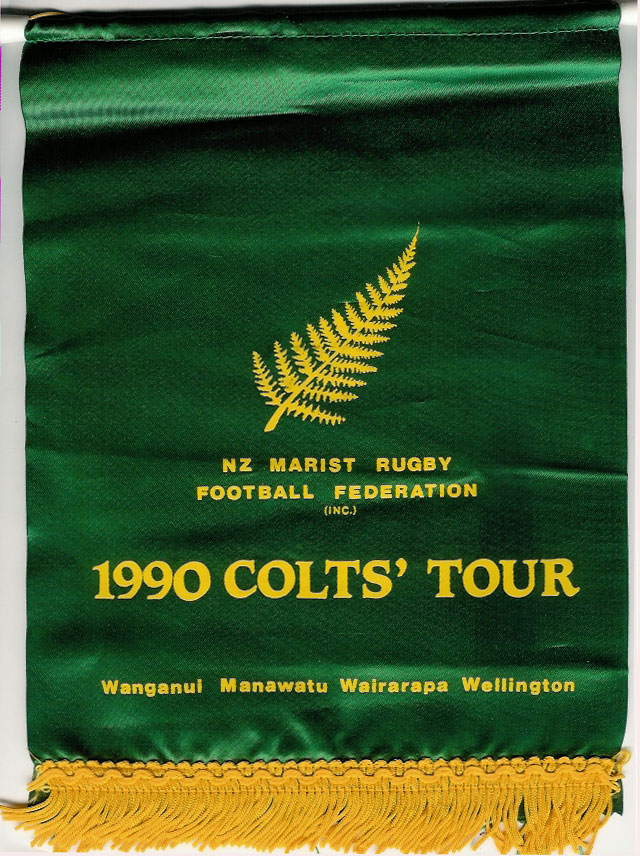 NZ MARIST RUGBY
FOOTBALL FEDERATION
(INC.)
1990 COLTS' TOUR
Wanganui Manawatu Wairarapa Wellington